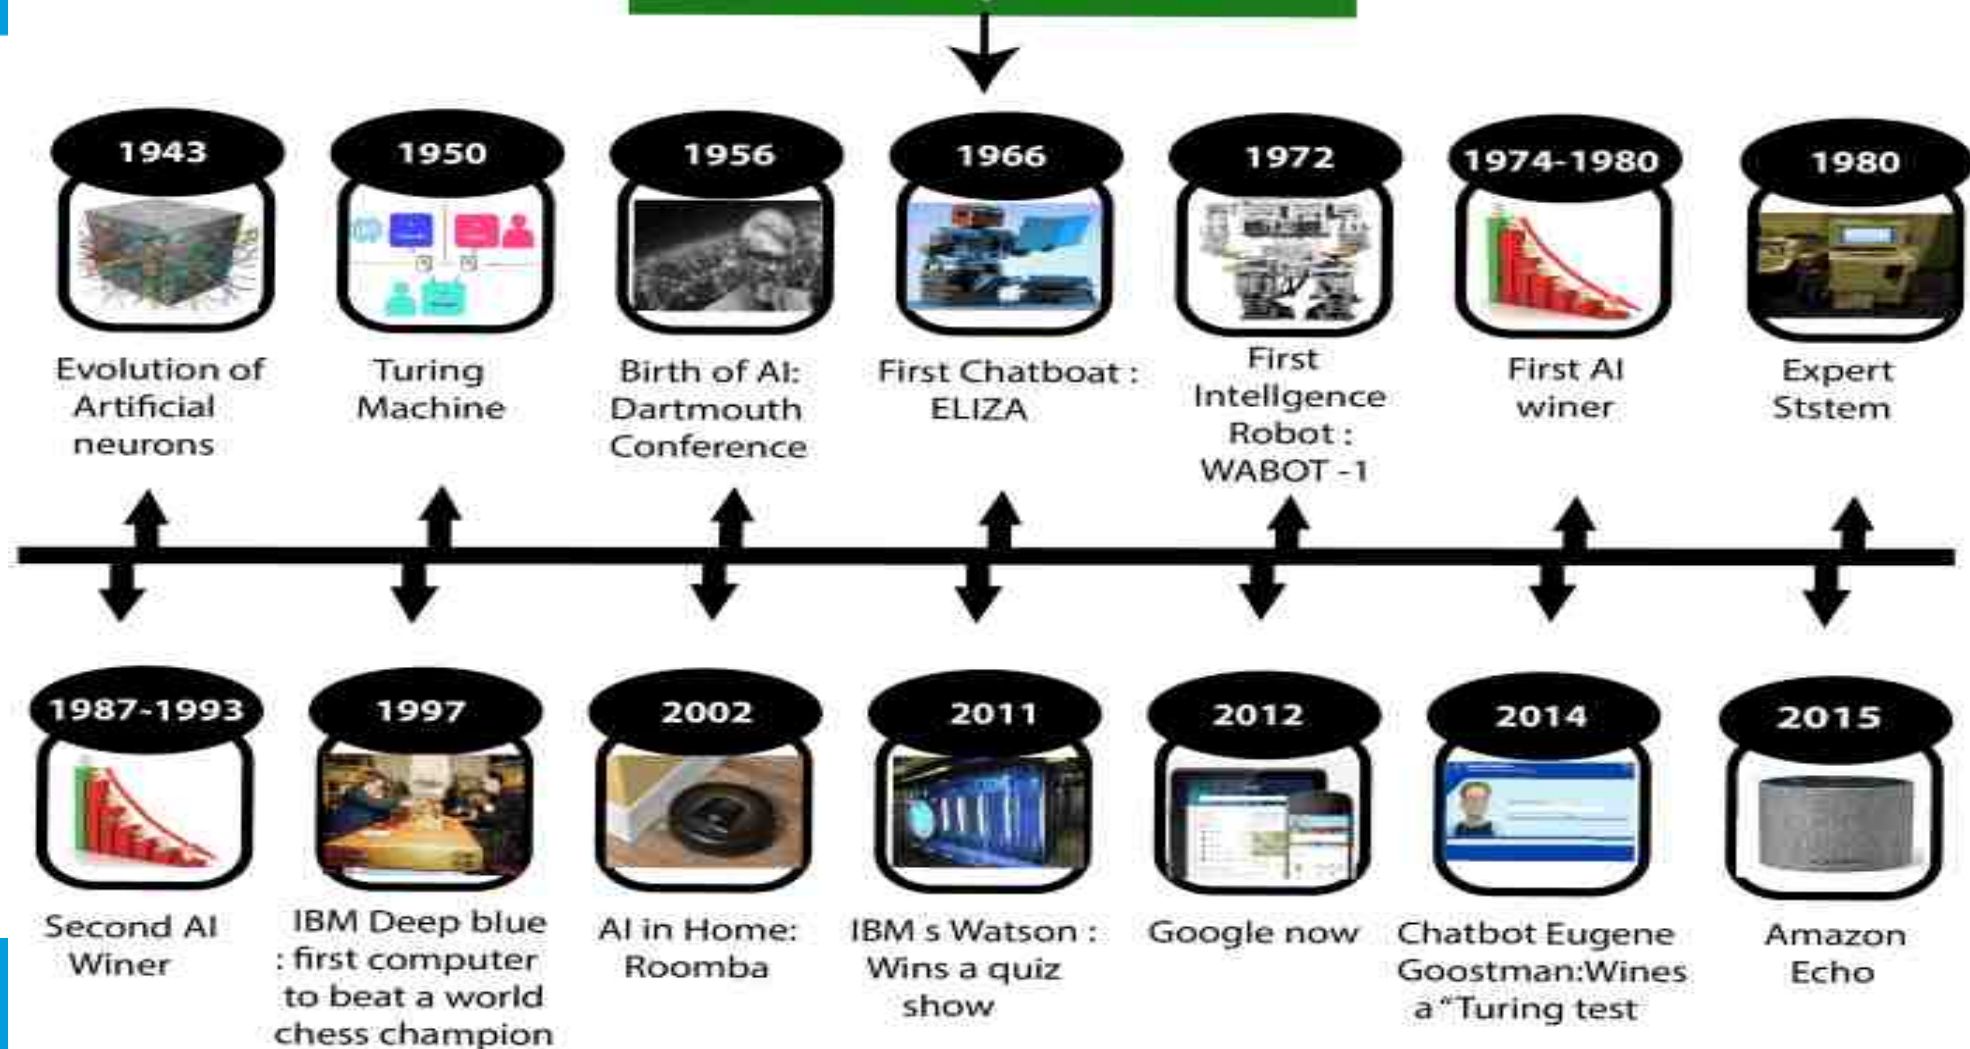 1943
Evolution of
Artificial
neurons
1950
Turing
Machine
1956
Birth of AI:
Dartmouth
Conference
1966
First Chatboat :
ELIZA
1972
First
Intellgence
Robot :
WABOT -1
1974-1980
First AI
winer
1980
Expert
Ststem
1987-1993
Second AI
Winer
1997
IBM Deep blue
: first computer
to beat a world
chess champion
2002
AI in Home:
Roomba
2011
IBM s Watson :
Wins a quiz
show
2012
Google now
2014
Chatbot Eugene
Goostman:Wines
a “Turing test
2015
Amazon
Echo